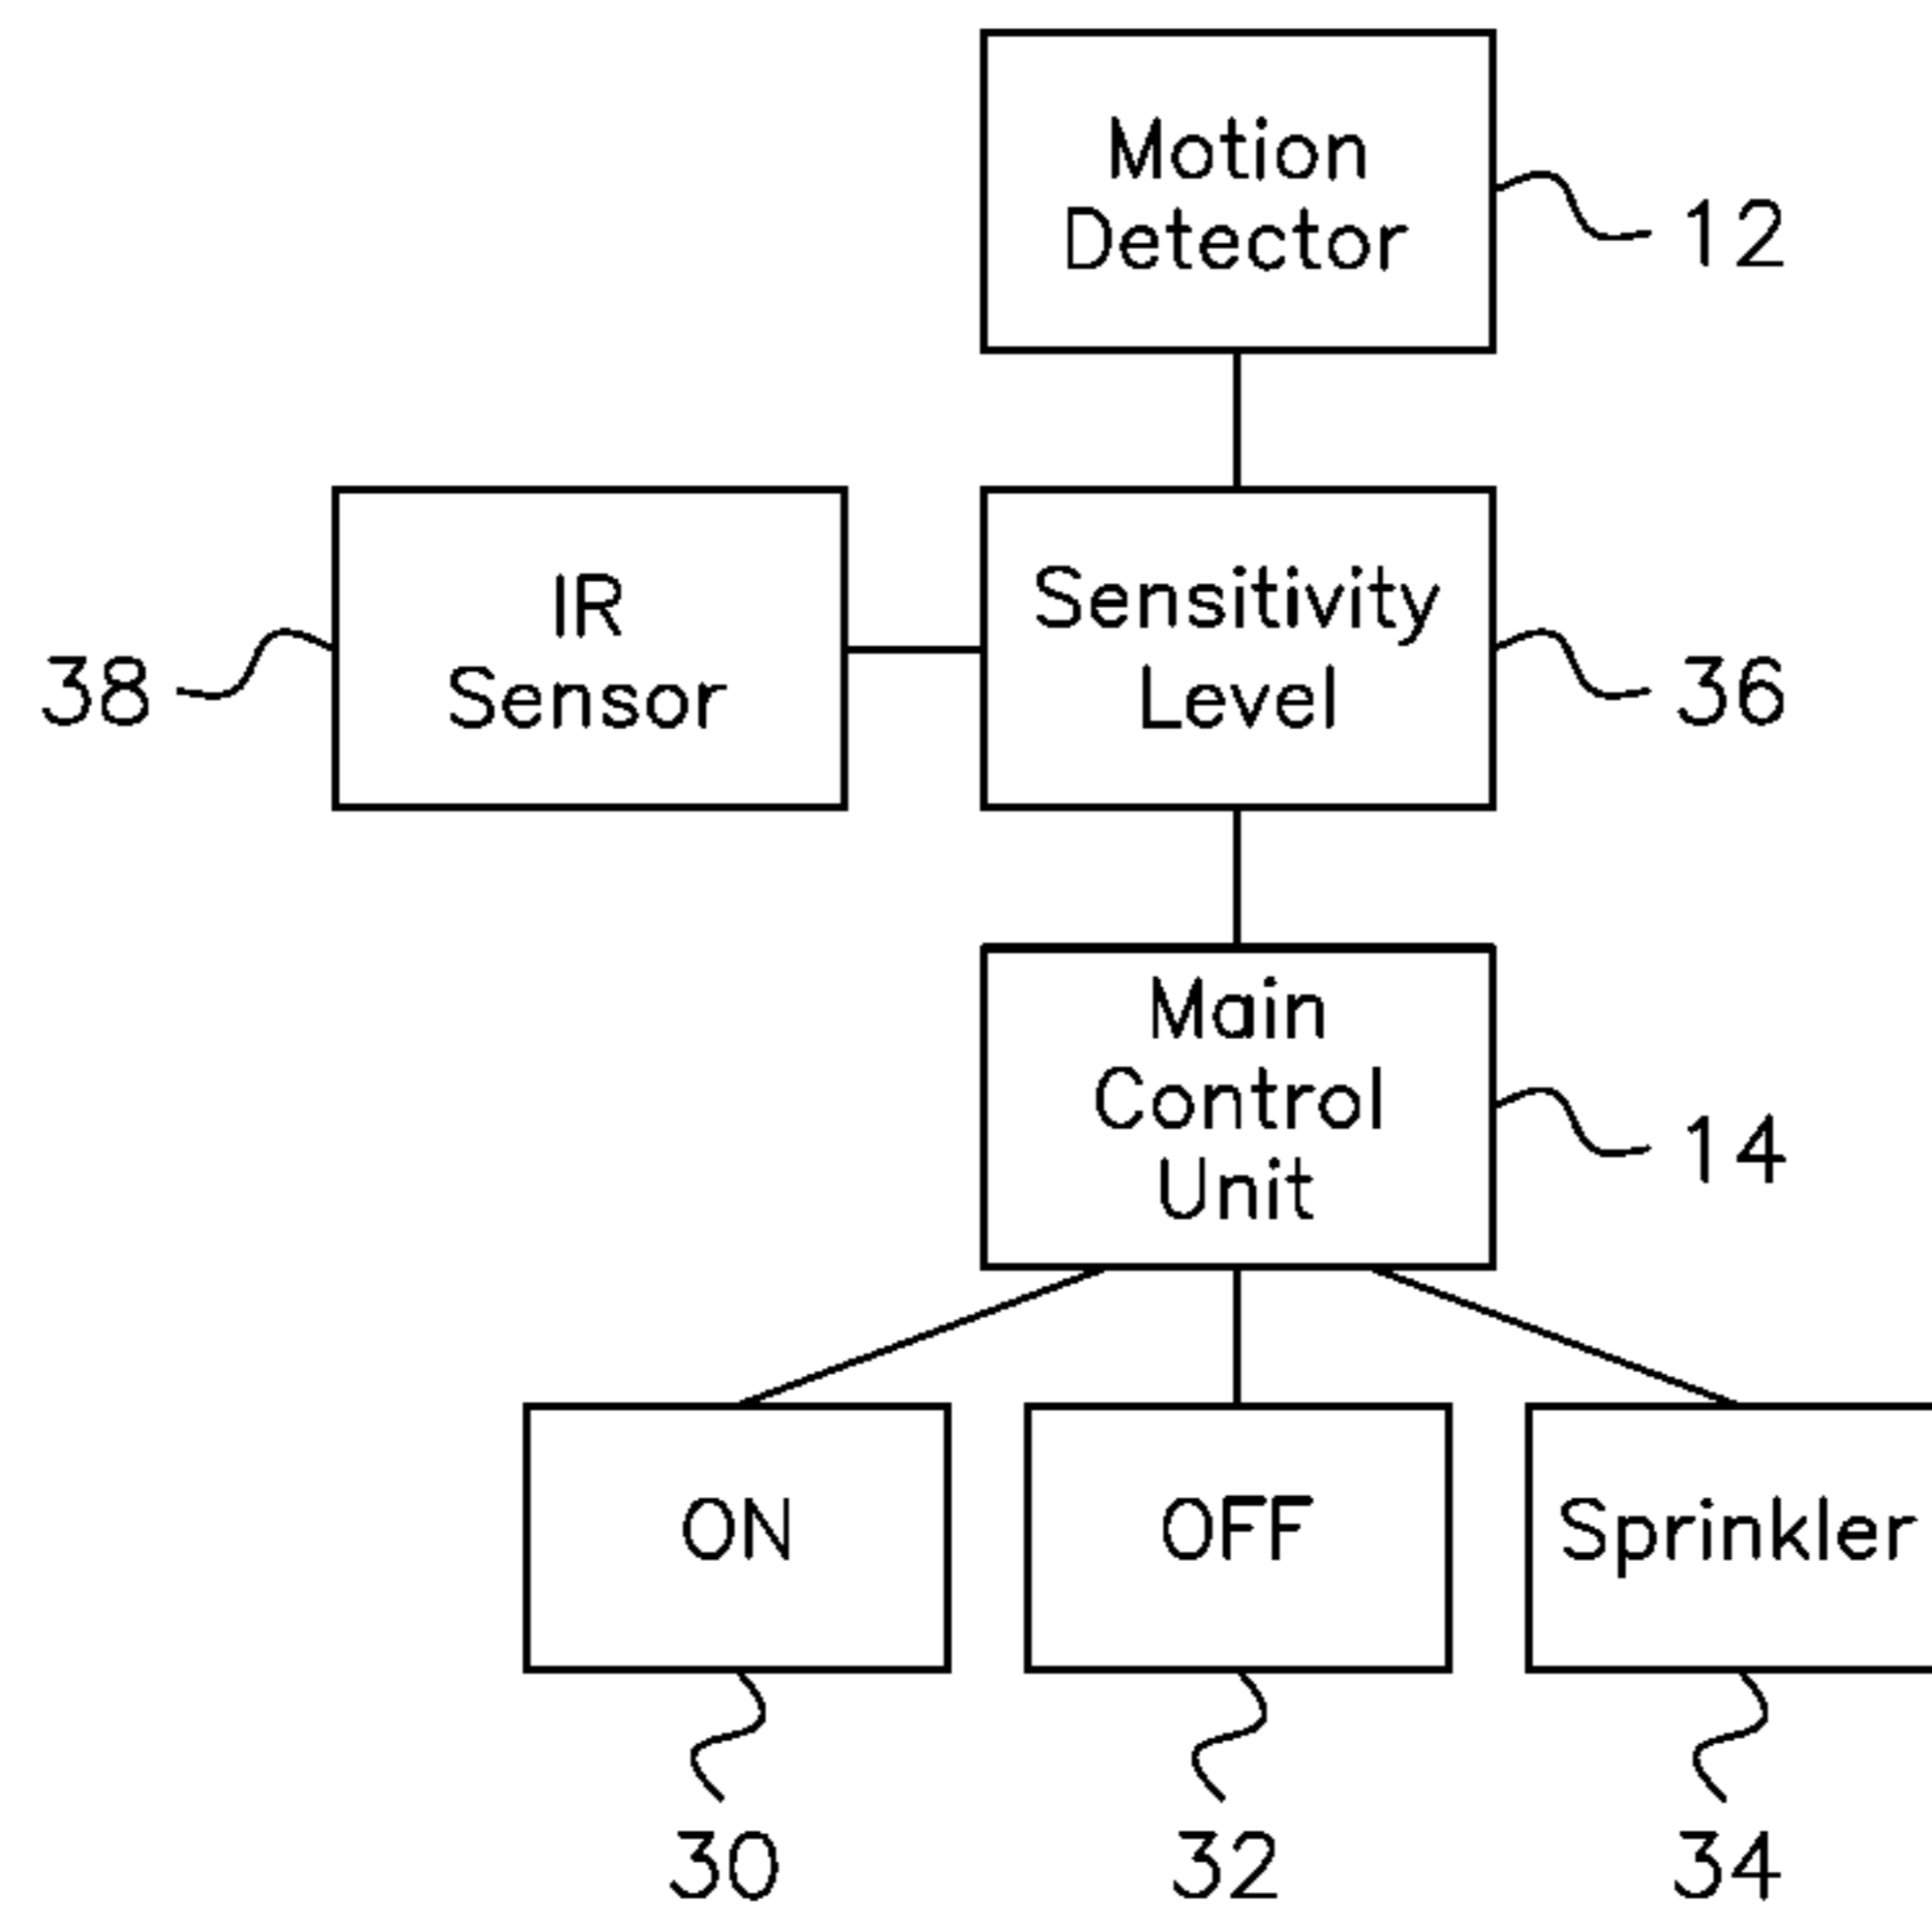 Motion
Detector
12
IR
Sensor
38
Sensitivity
Level
36
Main
Control
Unit
14
ON
OFF
Sprinkler
30
32
34